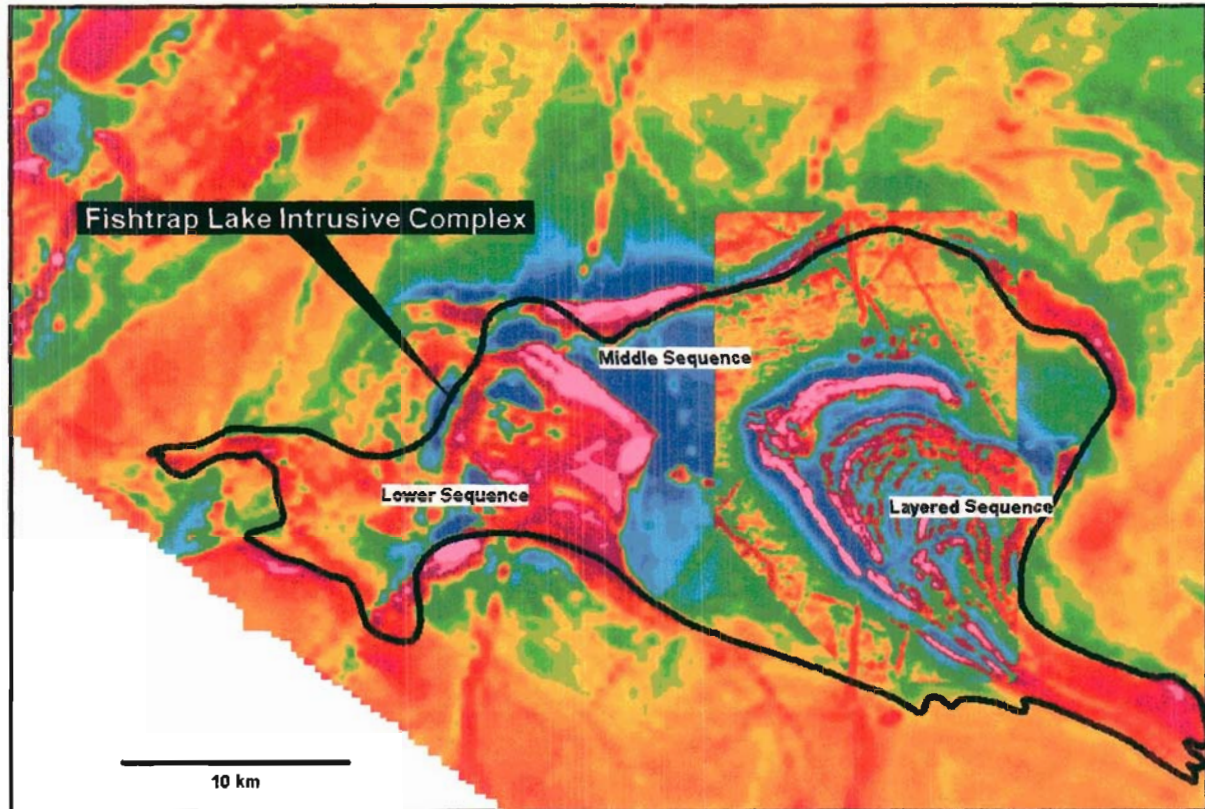 Fishtrap Lake Intrusive Complex
Middle Sequence
Lower Sequence
Layered Sequence
10 km